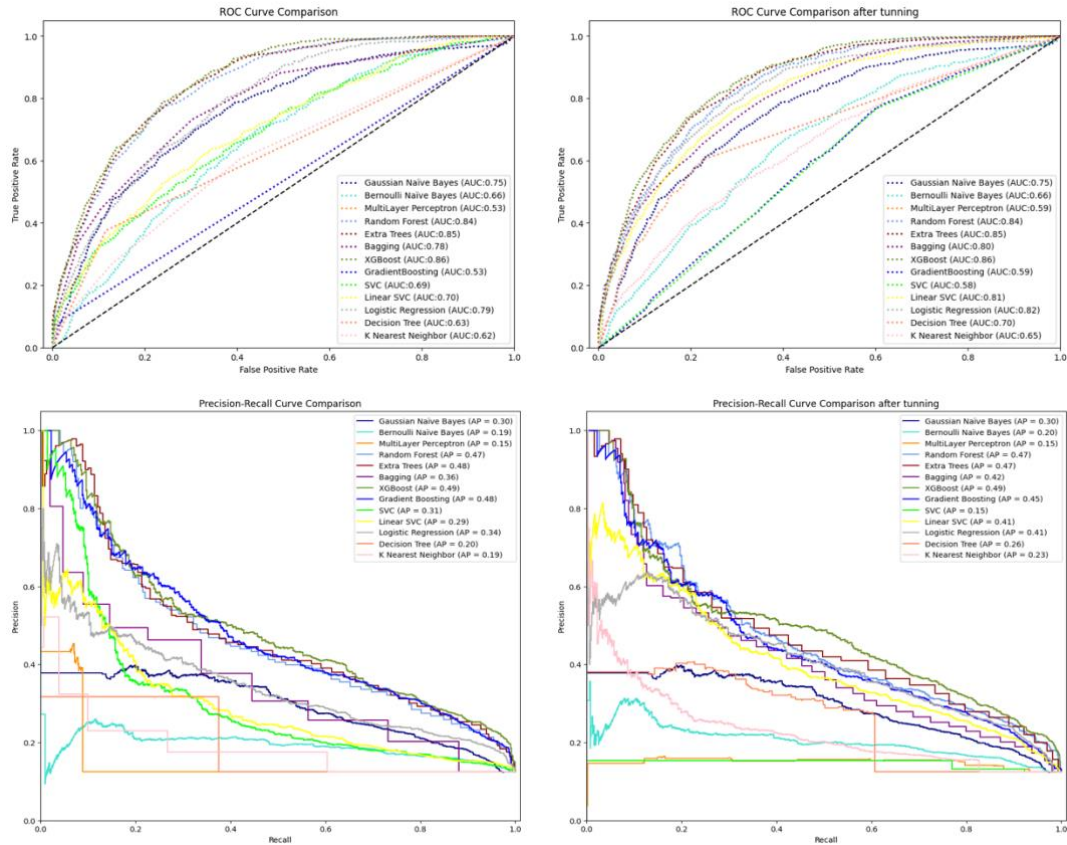 ROC Curve Comparison
True Positive Rate
1.0
0.8
0.6
0.4
0.2
0.0
Gaussian Naïve Bayes (AUC:0.75)
Bernoulli Naïve Bayes (AUC:0.66)
MultiLayer Perceptron (AUC:0.53)
Random Forest (AUC:0.84)
Extra Trees (AUC:0.85)
Bagging (AUC:0.78)
XGBoost (AUC:0.86)
GradientBoosting (AUC:0.53)
SVC (AUC:0.69)
Linear SVC (AUC:0.70)
Logistic Regression (AUC:0.79)
Decision Tree (AUC:0.63)
K Nearest Neighbor (AUC:0.62)
0.0 0.2 0.4 0.6 0.8 1.0
False Positive Rate
ROC Curve Comparison after tunning
True Positive Rate
1.0
0.8
0.6
0.4
0.2
0.0
Gaussian Naïve Bayes (AUC:0.75)
Bernoulli Naïve Bayes (AUC:0.66)
MultiLayer Perceptron (AUC:0.59)
Random Forest (AUC:0.84)
Extra Trees (AUC:0.85)
Bagging (AUC:0.80)
XGBoost (AUC:0.86)
GradientBoosting (AUC:0.59)
SVC (AUC:0.58)
Linear SVC (AUC:0.81)
Logistic Regression (AUC:0.82)
Decision Tree (AUC:0.70)
K Nearest Neighbor (AUC:0.65)
0.0 0.2 0.4 0.6 0.8 1.0
False Positive Rate
Precision-Recall Curve Comparison
Precision
1.0
0.8
0.6
0.4
0.2
0.0
Gaussian Naïve Bayes (AP = 0.30)
Bernoulli Naïve Bayes (AP = 0.19)
MultiLayer Perceptron (AP = 0.15)
Random Forest (AP = 0.47)
Extra Trees (AP = 0.48)
Bagging (AP = 0.36)
XGBoost (AP = 0.49)
Gradient Boosting (AP = 0.48)
SVC (AP = 0.31)
Linear SVC (AP = 0.29)
Logistic Regression (AP = 0.34)
Decision Tree (AP = 0.20)
K Nearest Neighbor (AP = 0.19)
0.0 0.2 0.4 0.6 0.8 1.0
Recall
Precision-Recall Curve Comparison after tunning
Precision
1.0
0.8
0.6
0.4
0.2
0.0
Gaussian Naïve Bayes (AP = 0.30)
Bernoulli Naïve Bayes (AP = 0.20)
MultiLayer Perceptron (AP = 0.15)
Random Forest (AP = 0.47)
Extra Trees (AP = 0.47)
Bagging (AP = 0.42)
XGBoost (AP = 0.49)
Gradient Boosting (AP = 0.45)
SVC (AP = 0.15)
Linear SVC (AP = 0.41)
Logistic Regression (AP = 0.41)
Decision Tree (AP = 0.26)
K Nearest Neighbor (AP = 0.23)
0.0 0.2 0.4 0.6 0.8 1.0
Recall